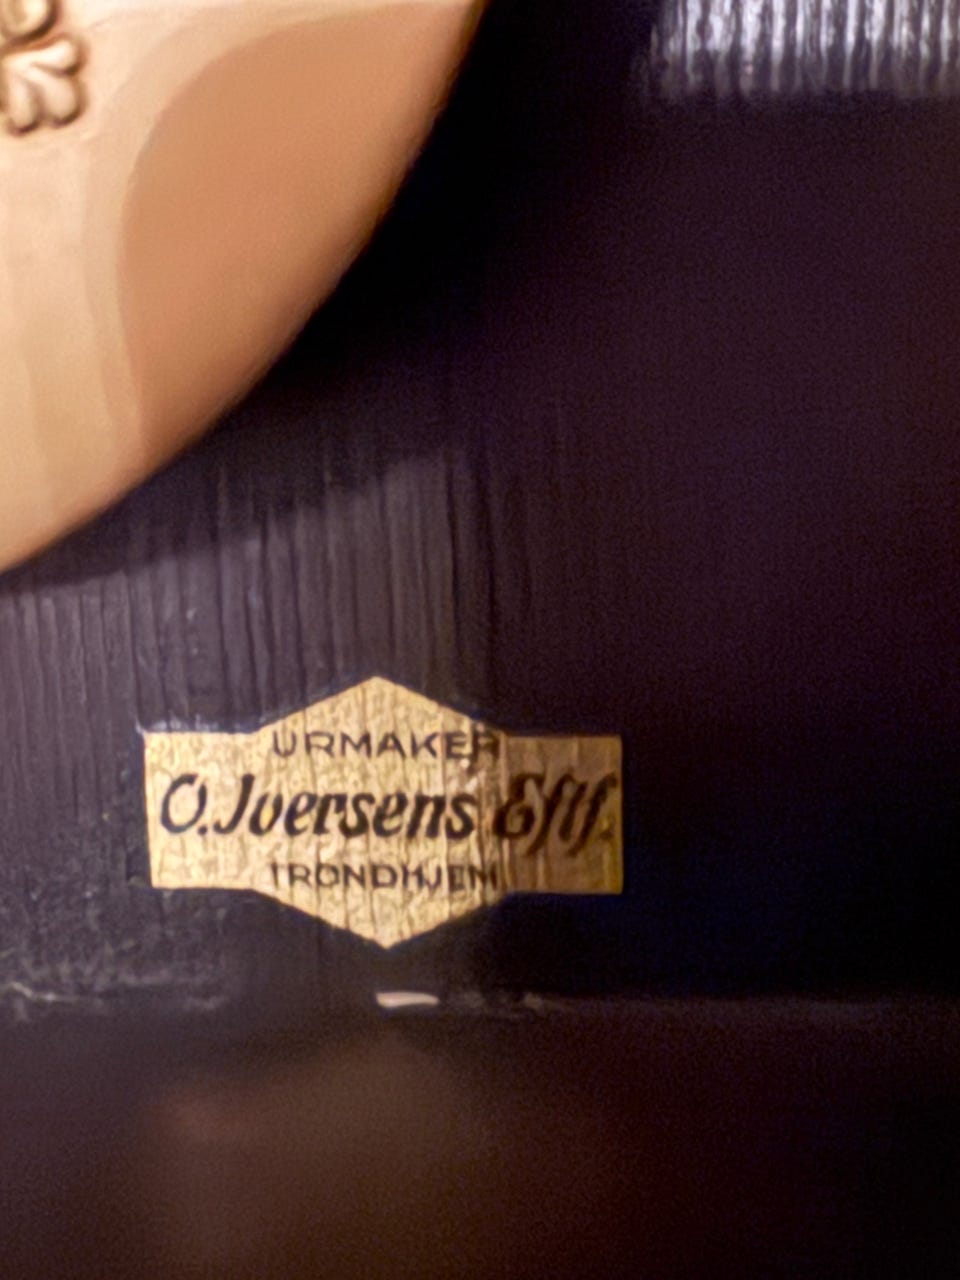 URMAKER
O. Iversens Eftf.
TRONDHJEM